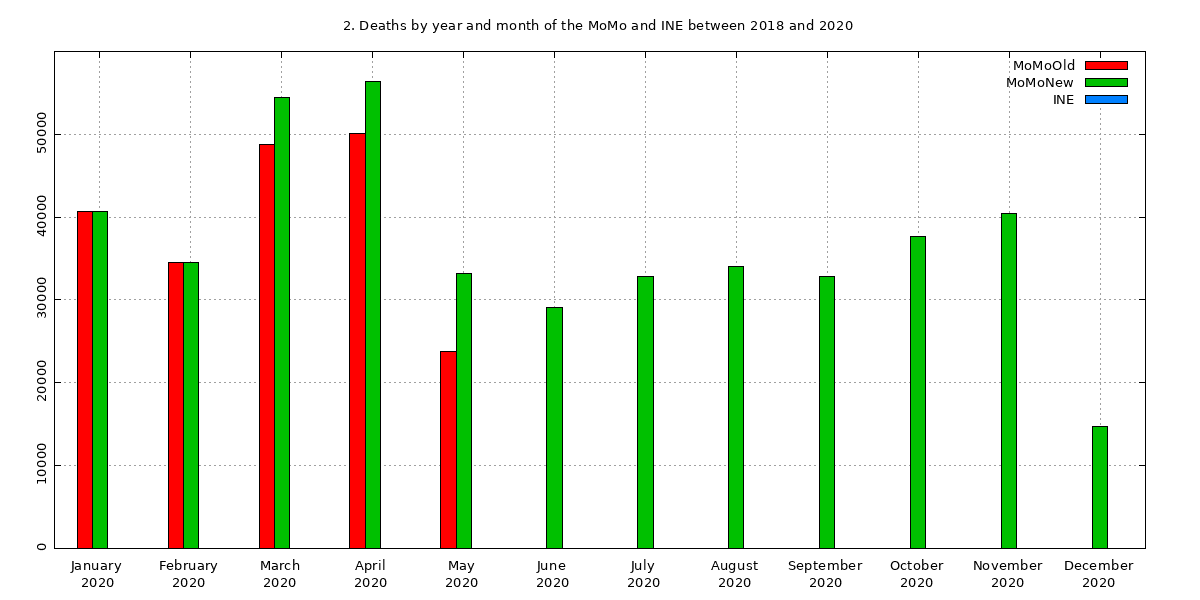 2. Deaths by year and month of the MoMo and INE between 2018 and 2020
MoMoOld
MoMoNew
INE
50000
40000
30000
20000
10000
0
January February March April May June July August September October November December
2020 2020 2020 2020 2020 2020 2020 2020 2020 2020 2020 2020